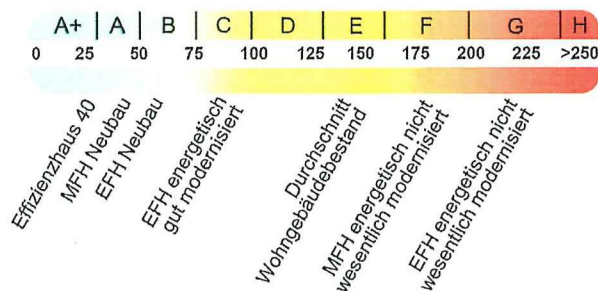 A+ A B C D E F G H
0 25 50 75 100 125 150 175 200 225 >250
Effizienzhaus 40
MFH Neubau
EFH Neubau
EFH energetisch
gut modernisiert
Durchschnitt
Wohngebäudebestand
MFH energetisch nicht
wesentlich modernisiert
EFH energetisch nicht
wesentlich modernisiert